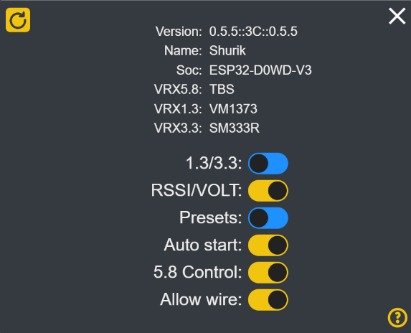 Version: 0.5.5::3C::0.5.5
Name: Shurik
Soc: ESP32-D0WD-V3
VRX5.8: TBS
VRX1.3: VM1373
VRX3.3: SM333R
1.3/3.3:
RSSI/VOLT:
Presets:
Auto start:
5.8 Control:
Allow wire:
?